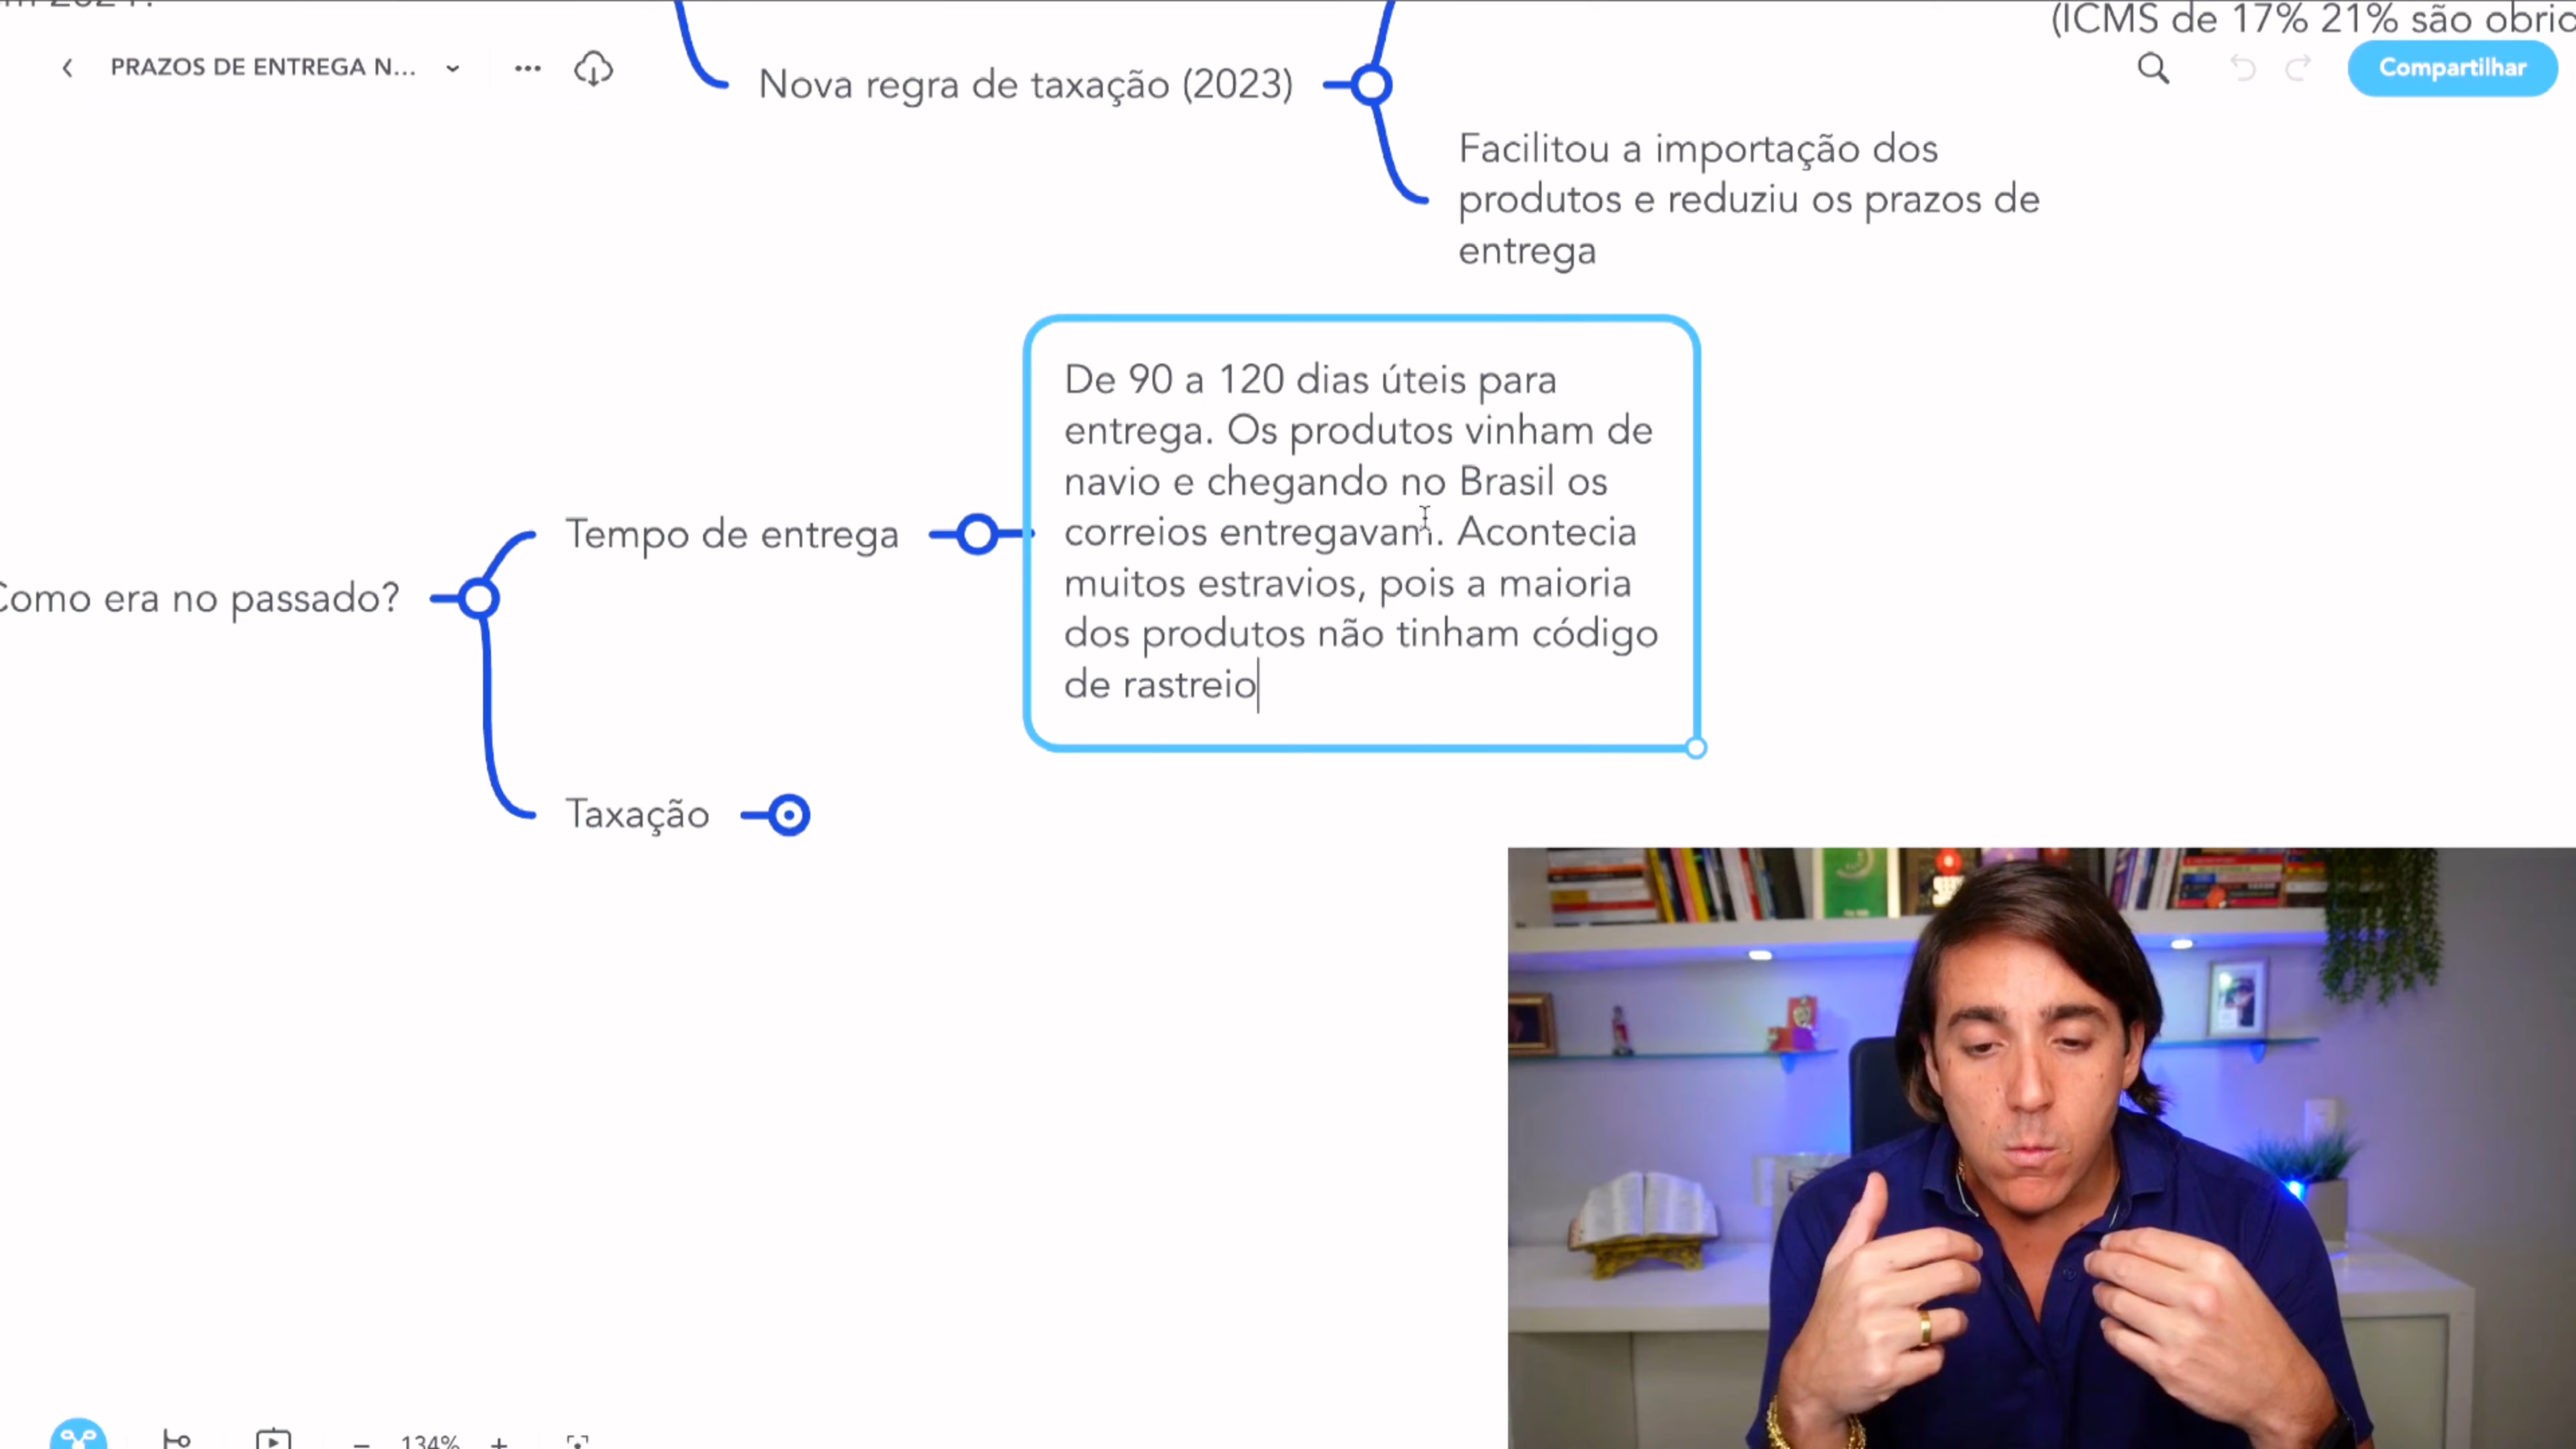 (ICMS de 17% 21% são
PRAZOS DE ENTREGA N...
Compartilhar
Nova regra de taxação (2023)
Facilitou a importação dos
produtos e reduziu os prazos de
entrega
De 90 a 120 dias úteis para
entrega. Os produtos vinham de
navio e chegando no Brasil os
correios entregavam. Acontecia
muitos estravios, pois a maioria
dos produtos não tinham código
de rastreio
Tempo de entrega
Como era no passado?
Taxação
134%